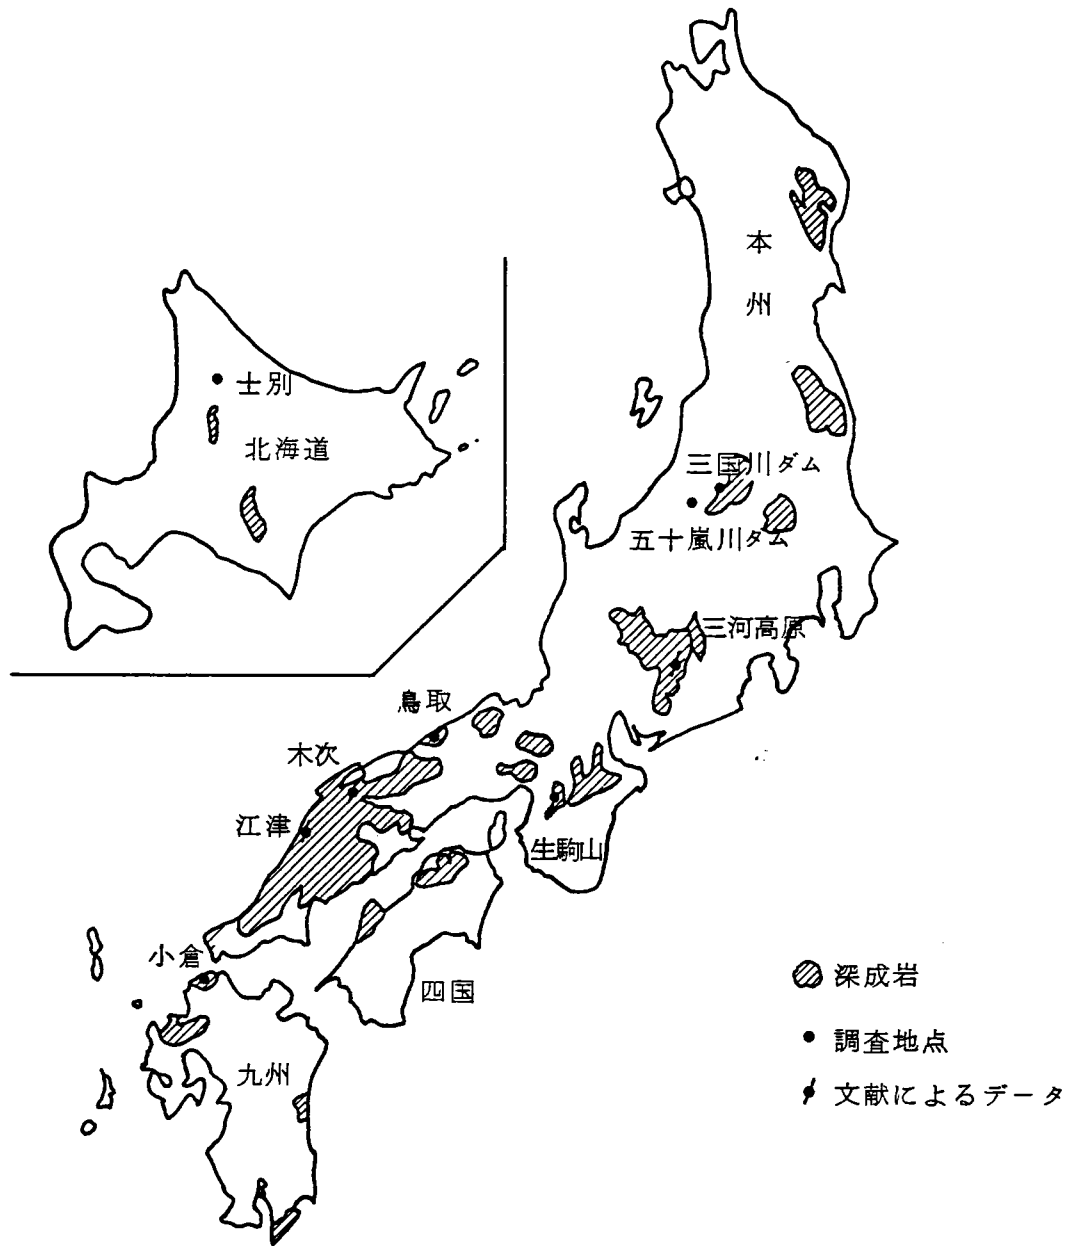 本
州
士別
北海道
三国川ダム
五十嵐川ダム
三河高原
鳥取
木次
江津
生駒山
小倉
四国
九州
深成岩
調査地点
文献によるデータ